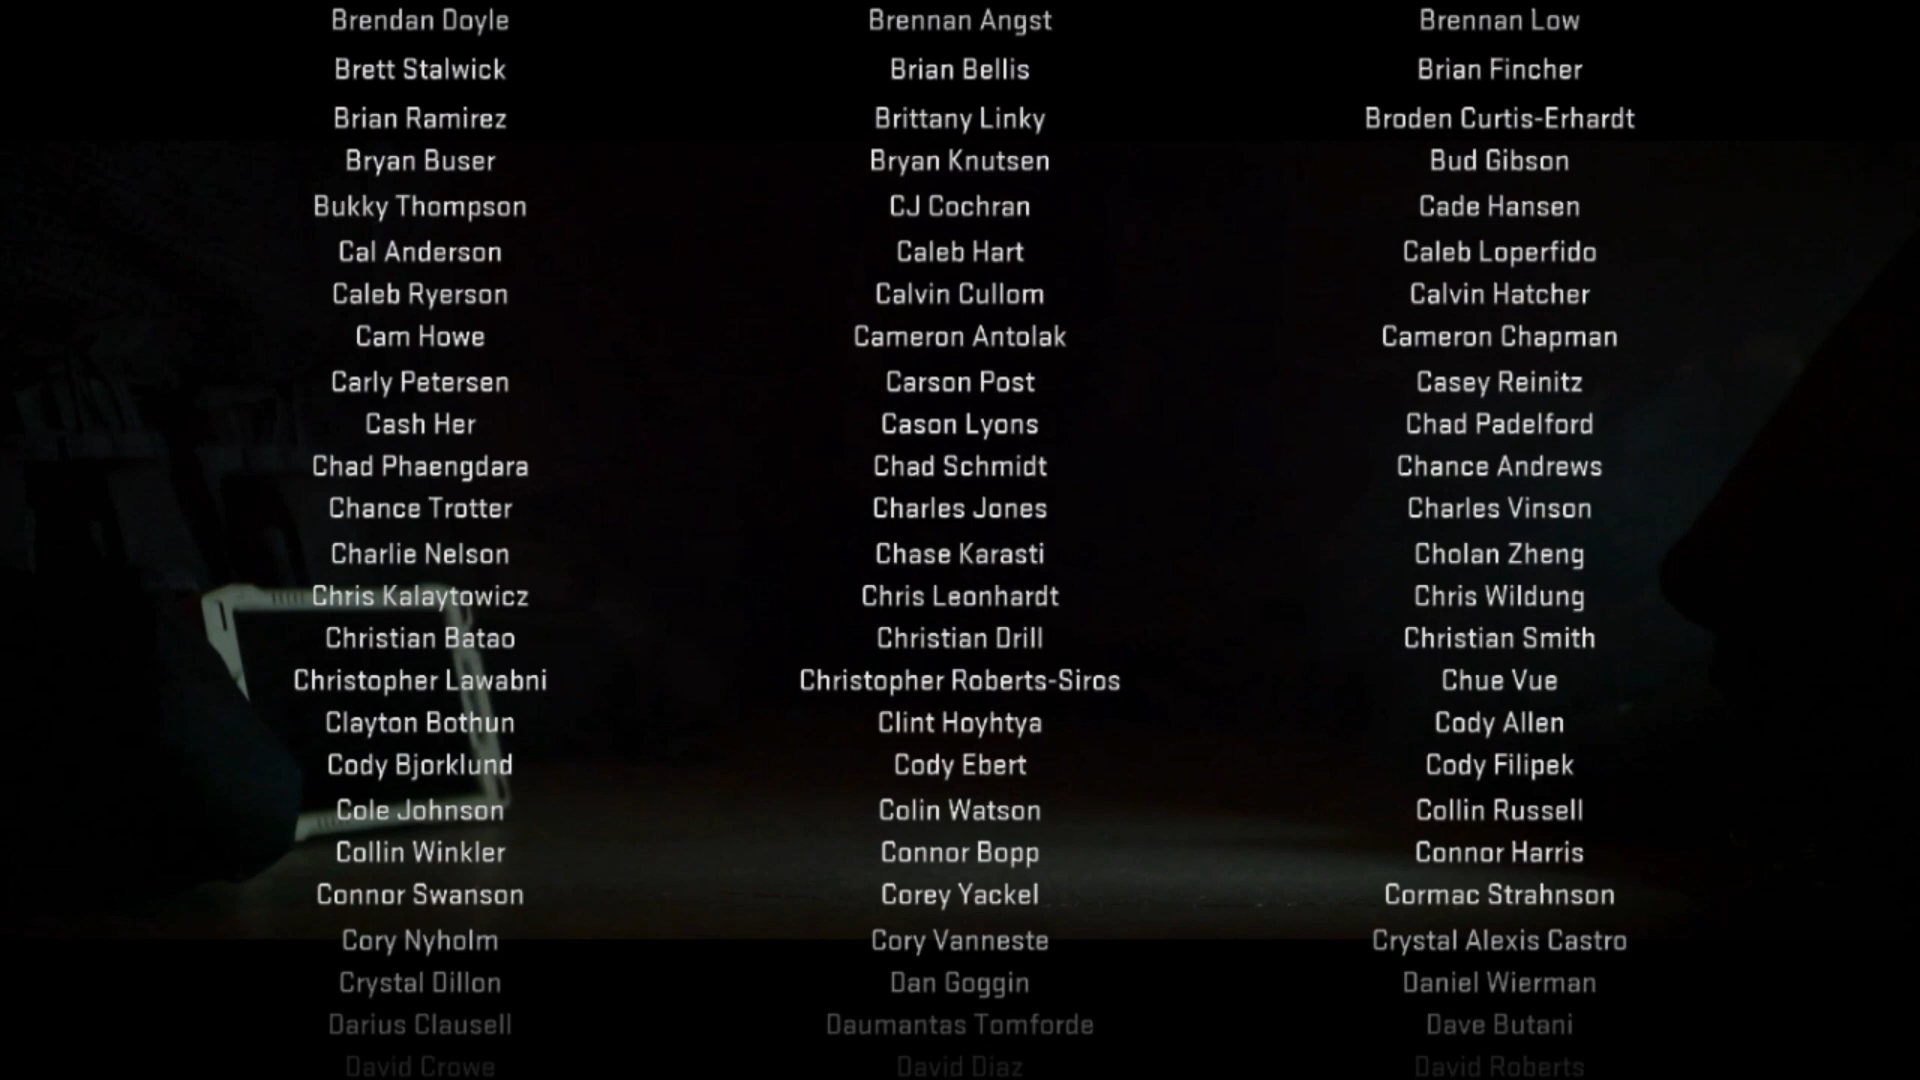 Brendan Doyle Brennan Angst Brennan Low
Brett Stalwick Brian Bellis Brian Fincher
Brian Ramirez Brittany Linky Broden Curtis-Erhardt
Bryan Buser Bryan Knutsen Bud Gibson
Bukky Thompson CJ Cochran Cade Hansen
Cal Anderson Caleb Hart Caleb Loperfido
Caleb Ryerson Calvin Cullom Calvin Hatcher
Cam Howe Cameron Antolak Cameron Chapman
Carly Petersen Carson Post Casey Reinitz
Cash Her Cason Lyons Chad Padelford
Chad Phaengdara Chad Schmidt Chance Andrews
Chance Trotter Charles Jones Charles Vinson
Charlie Nelson Chase Karasti Cholan Zheng
Chris Kalaytowicz Chris Leonhardt Chris Wildung
Christian Batao Christian Drill Christian Smith
Christopher Lawabni Christopher Roberts-Siros Chue Vue
Clayton Bothun Clint Hoyhtya Cody Allen
Cody Bjorklund Cody Ebert Cody Filipek
Cole Johnson Colin Watson Collin Russell
Collin Winkler Connor Bopp Connor Harris
Connor Swanson Corey Yackel Cormac Strahnson
Cory Nyholm Cory Vanneste Crystal Alexis Castro
Crystal Dillon Dan Goggin Daniel Wierman
Darius Clausell Daumantas Tomforde Dave Butani
David Crowe David Diaz David Roberts